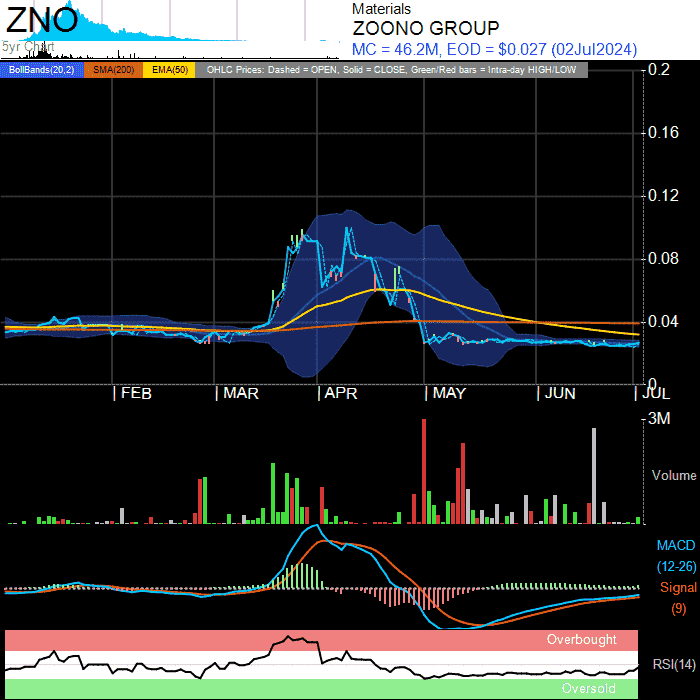 ZNO
5yr Chart
Materials
ZOONO GROUP
MC = 46.2M, EOD = $0.027 (02Jul2024)
BollBands(20,2) SMA(200) EMA(50) OHLC Prices: Dashed = OPEN, Solid = CLOSE, Green/Red bars = Intra-day HIGH/LOW
0.2
0.16
0.12
0.08
0.04
0
FEB MAR APR MAY JUN JUL
3M
Volume
MACD
(12-26)
Signal
(9)
Overbought
RSI(14)
Oversold